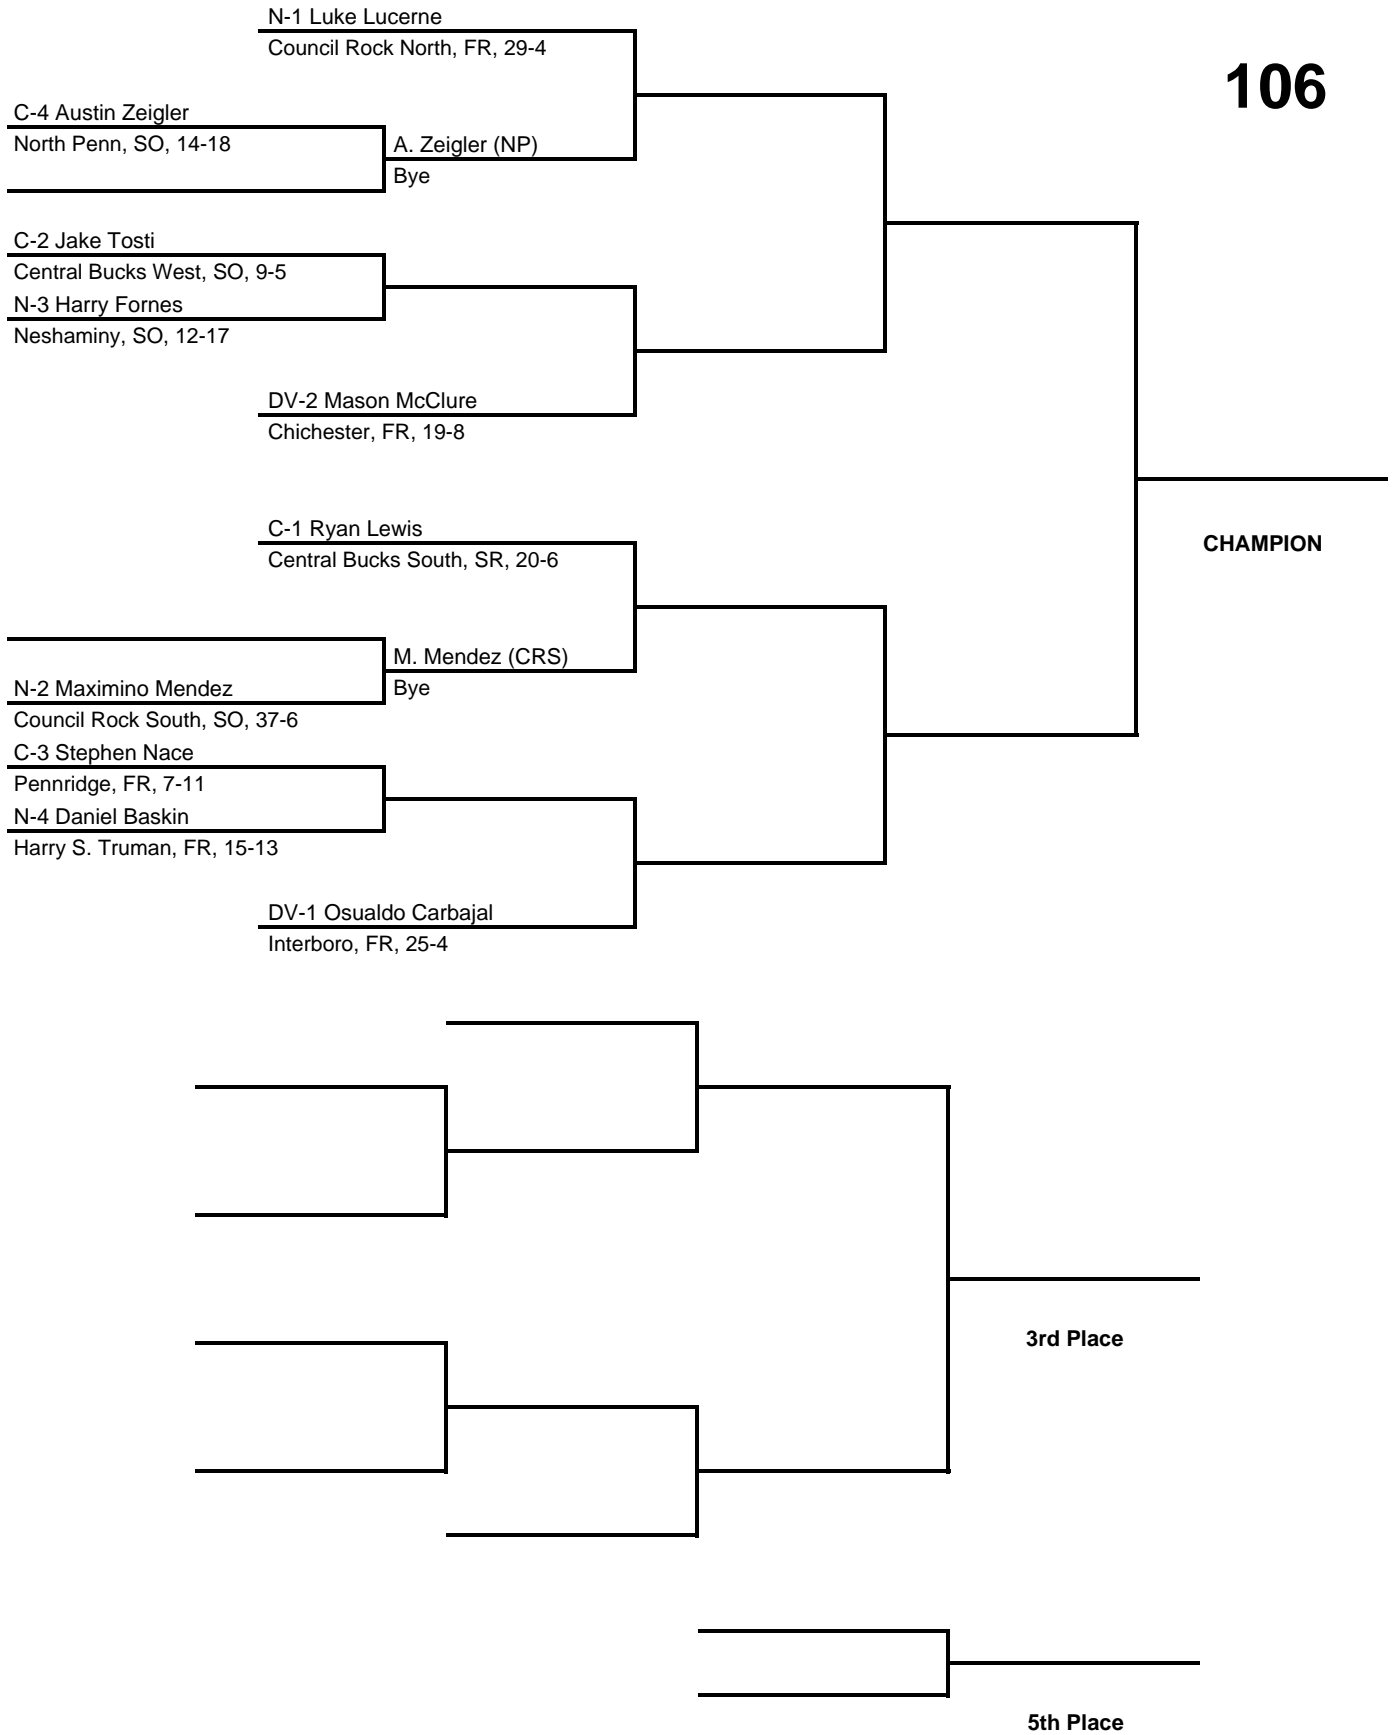 N-1 Luke Lucerne
Council Rock North, FR, 29-4
106
C-4 Austin Zeigler
North Penn, SO, 14-18
A. Zeigler (NP)
Bye
C-2 Jake Tosti
Central Bucks West, SO, 9-5
N-3 Harry Fornes
Neshaminy, SO, 12-17
DV-2 Mason McClure
Chichester, FR, 19-8
C-1 Ryan Lewis
Central Bucks South, SR, 20-6
CHAMPION
M. Mendez (CRS)
Bye
N-2 Maximino Mendez
Council Rock South, SO, 37-6
C-3 Stephen Nace
Pennridge, FR, 7-11
N-4 Daniel Baskin
Harry S. Truman, FR, 15-13
DV-1 Osualdo Carbajal
Interboro, FR, 25-4
3rd Place
5th Place